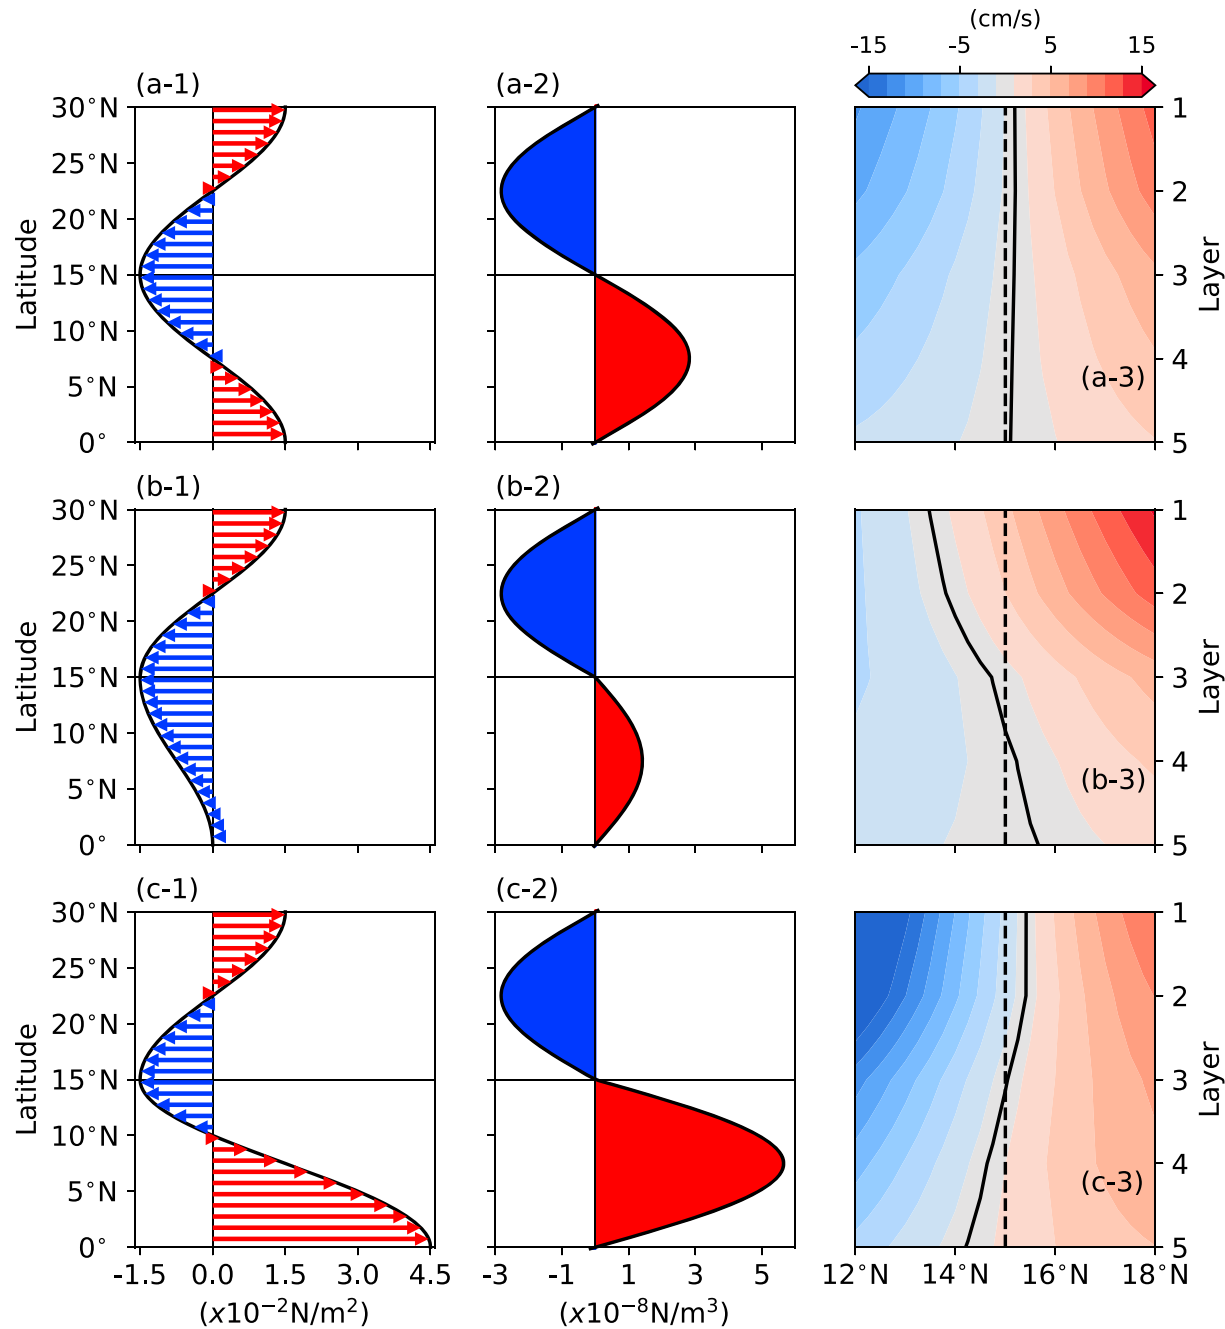 (cm/s)
-15 -5 5 15
(a-1) (a-2)
30°N
25°N
20°N
15°N
10°N
5°N
0°
Latitude
1
2
3
4
5
Layer
(a-3)
(b-1) (b-2)
30°N
25°N
20°N
15°N
10°N
5°N
0°
Latitude
1
2
3
4
5
Layer
(b-3)
(c-1) (c-2)
30°N
25°N
20°N
15°N
10°N
5°N
0°
Latitude
1
2
3
4
5
Layer
(c-3)
-1.5 0.0 1.5 3.0 4.5
(x10⁻²N/m²)
-3 -1 1 3 5
(x10⁻⁸N/m³)
12°N 14°N 16°N 18°N